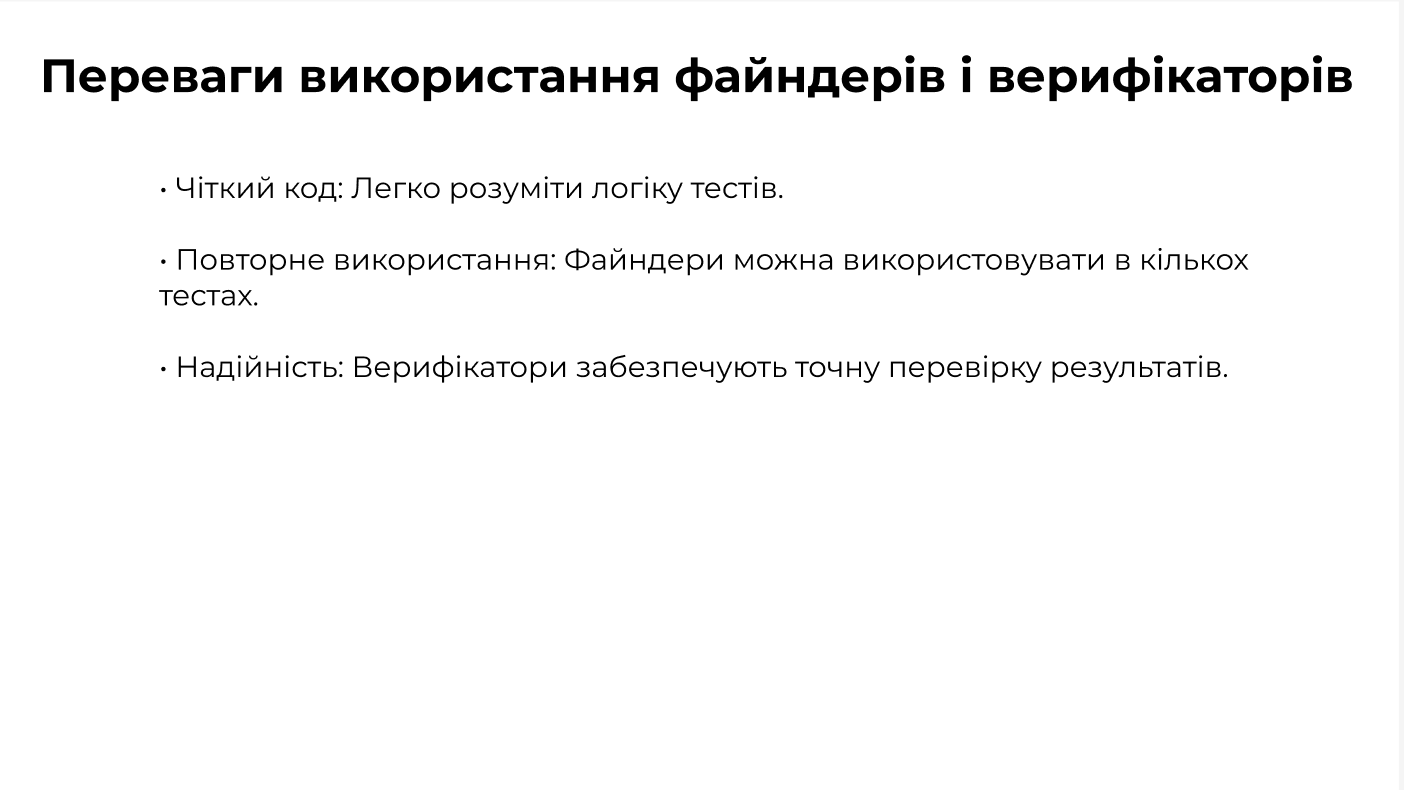 Переваги використання файндерів і верифікаторів
• Чіткий код: Легко розуміти логіку тестів.
• Повторне використання: Файндери можна використовувати в кількох
тестах.
• Надійність: Верифікатори забезпечують точну перевірку результатів.